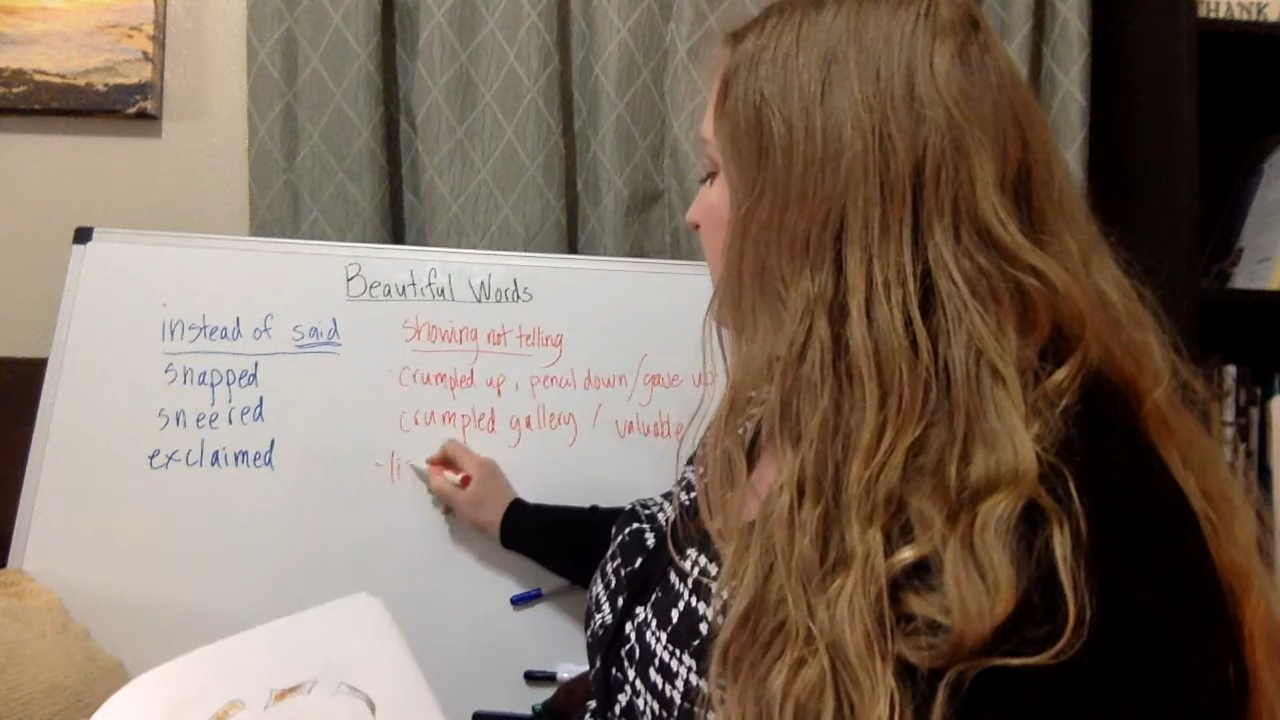 THANK
Beautiful Words
instead of said
snapped
sneered
exclaimed
showing not telling
crumpled up, pencil down/gave up
crumpled gallery / valuable